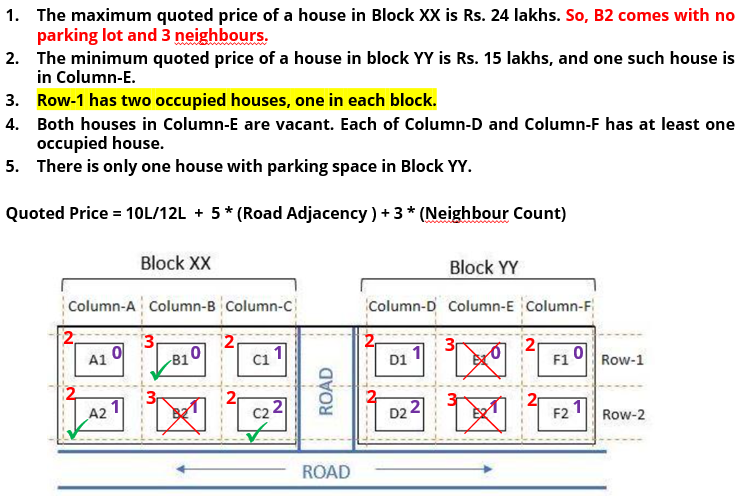 1. The maximum quoted price of a house in Block XX is Rs. 24 lakhs. So, B2 comes with no
parking lot and 3 neighbours.
2. The minimum quoted price of a house in block YY is Rs. 15 lakhs, and one such house is
in Column-E.
3. Row-1 has two occupied houses, one in each block.
4. Both houses in Column-E are vacant. Each of Column-D and Column-F has at least one
occupied house.
5. There is only one house with parking space in Block YY.
Quoted Price = 10L/12L + 5 * (Road Adjacency ) + 3 * (Neighbour Count)
Block XX Block YY
Column-A Column-B Column-C Column-D Column-E Column-F
2 3 2 2 3 2
A1 0 B1 0 C1 1 D1 1 E1 0 F1 0 Row-1
2 3 2 2 3 2
A2 1 B2 1 C2 2 D2 2 E2 1 F2 1 Row-2
ROAD
ROAD